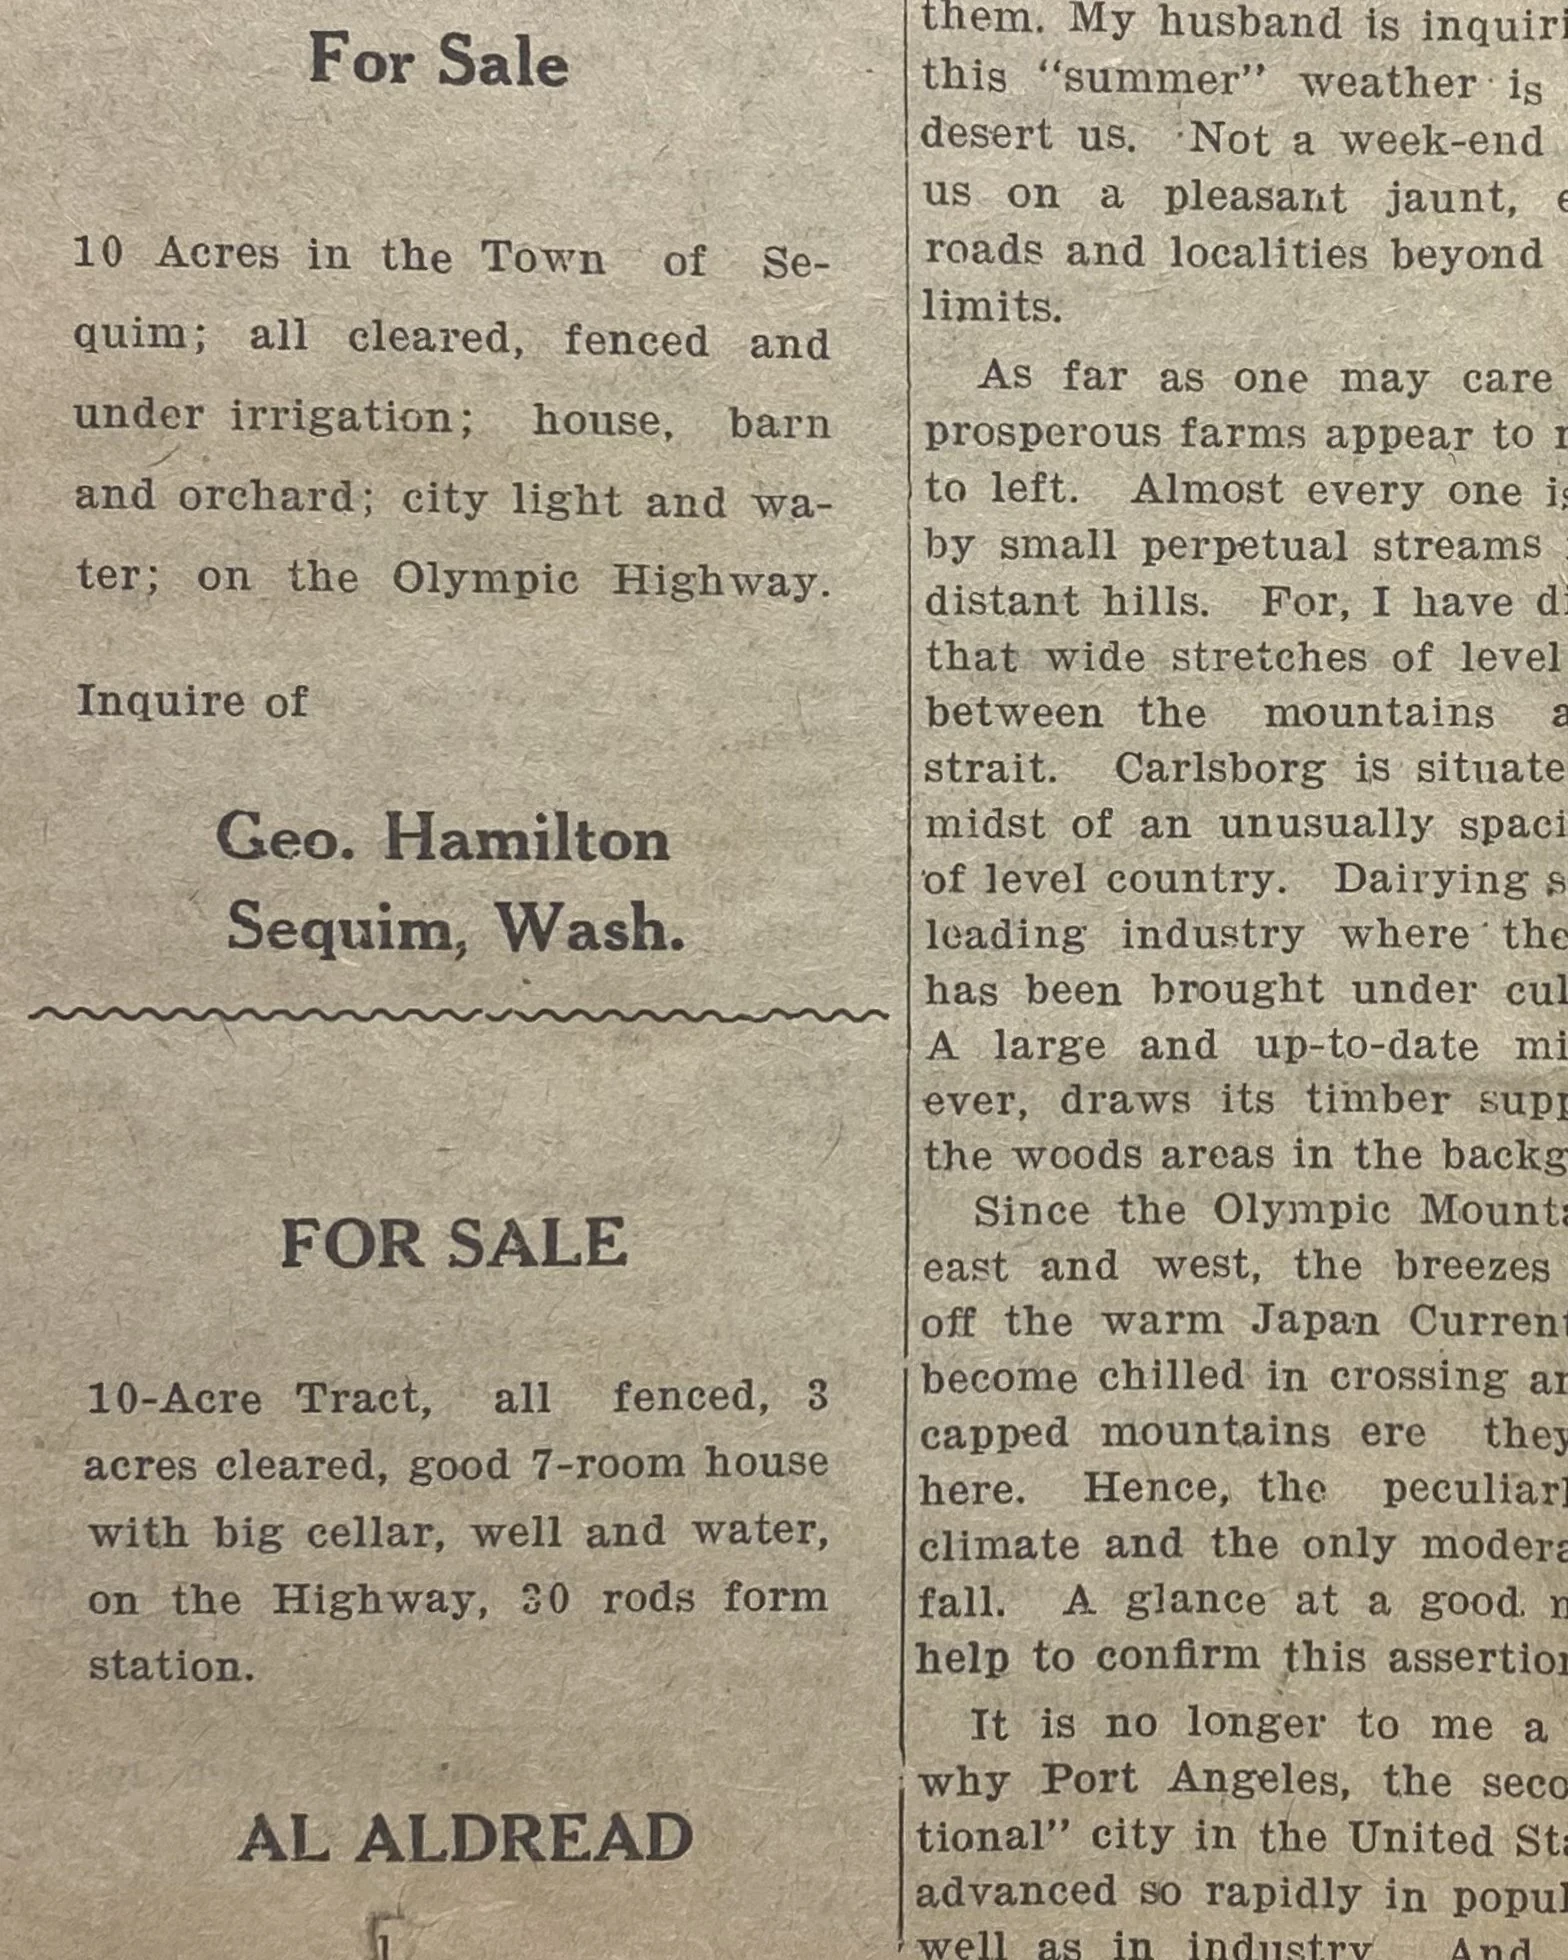 For Sale
10 Acres in the Town of Se-
quim; all cleared, fenced and
under irrigation; house, barn
and orchard; city light and wa-
ter; on the Olympic Highway.
Inquire of
Geo. Hamilton
Sequim, Wash.
FOR SALE
10-Acre Tract, all fenced, 3
acres cleared, good 7-room house
with big cellar, well and water,
on the Highway, 30 rods form
station.
AL ALDREAD
them. My husband is
this "summer" weather is
desert us. Not a week-end
us on a pleasant jaunt,
roads and localities beyond
limits.
As far as one may care
prosperous farms appear to
to left. Almost every one
by small perpetual streams
distant hills. For, I have
that wide stretches of level
between the mountains
strait. Carlsborg is
midst of an unusually
of level country. Dairying
leading industry where
has been brought under
A large and up-to-date
ever, draws its timber
the woods areas in the
Since the Olympic
east and west, the breezes
off the warm Japan
become chilled in crossing
capped mountains ere they
here. Hence, the
climate and the only
fall. A glance at a good
help to confirm this
It is no longer to me a
why Port Angeles, the
tional" city in the United
advanced so rapidly in
well as in industry And